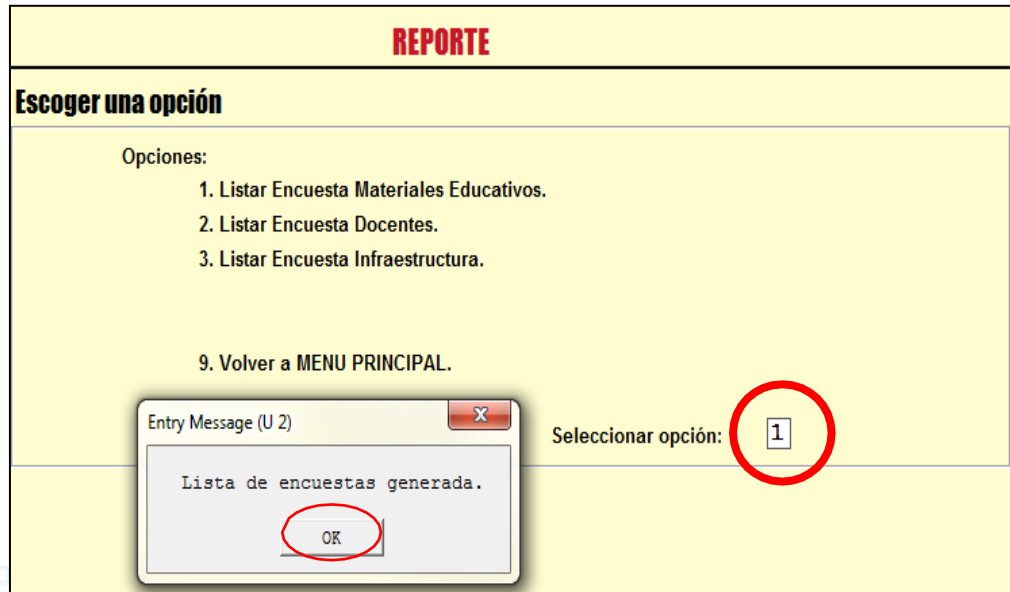 REPORTE
Escoger una opción
Opciones:
1. Listar Encuesta Materiales Educativos.
2. Listar Encuesta Docentes.
3. Listar Encuesta Infraestructura.
9. Volver a MENU PRINCIPAL.
Entry Message (U 2)
Seleccionar opción: 1
Lista de encuestas generada.
OK